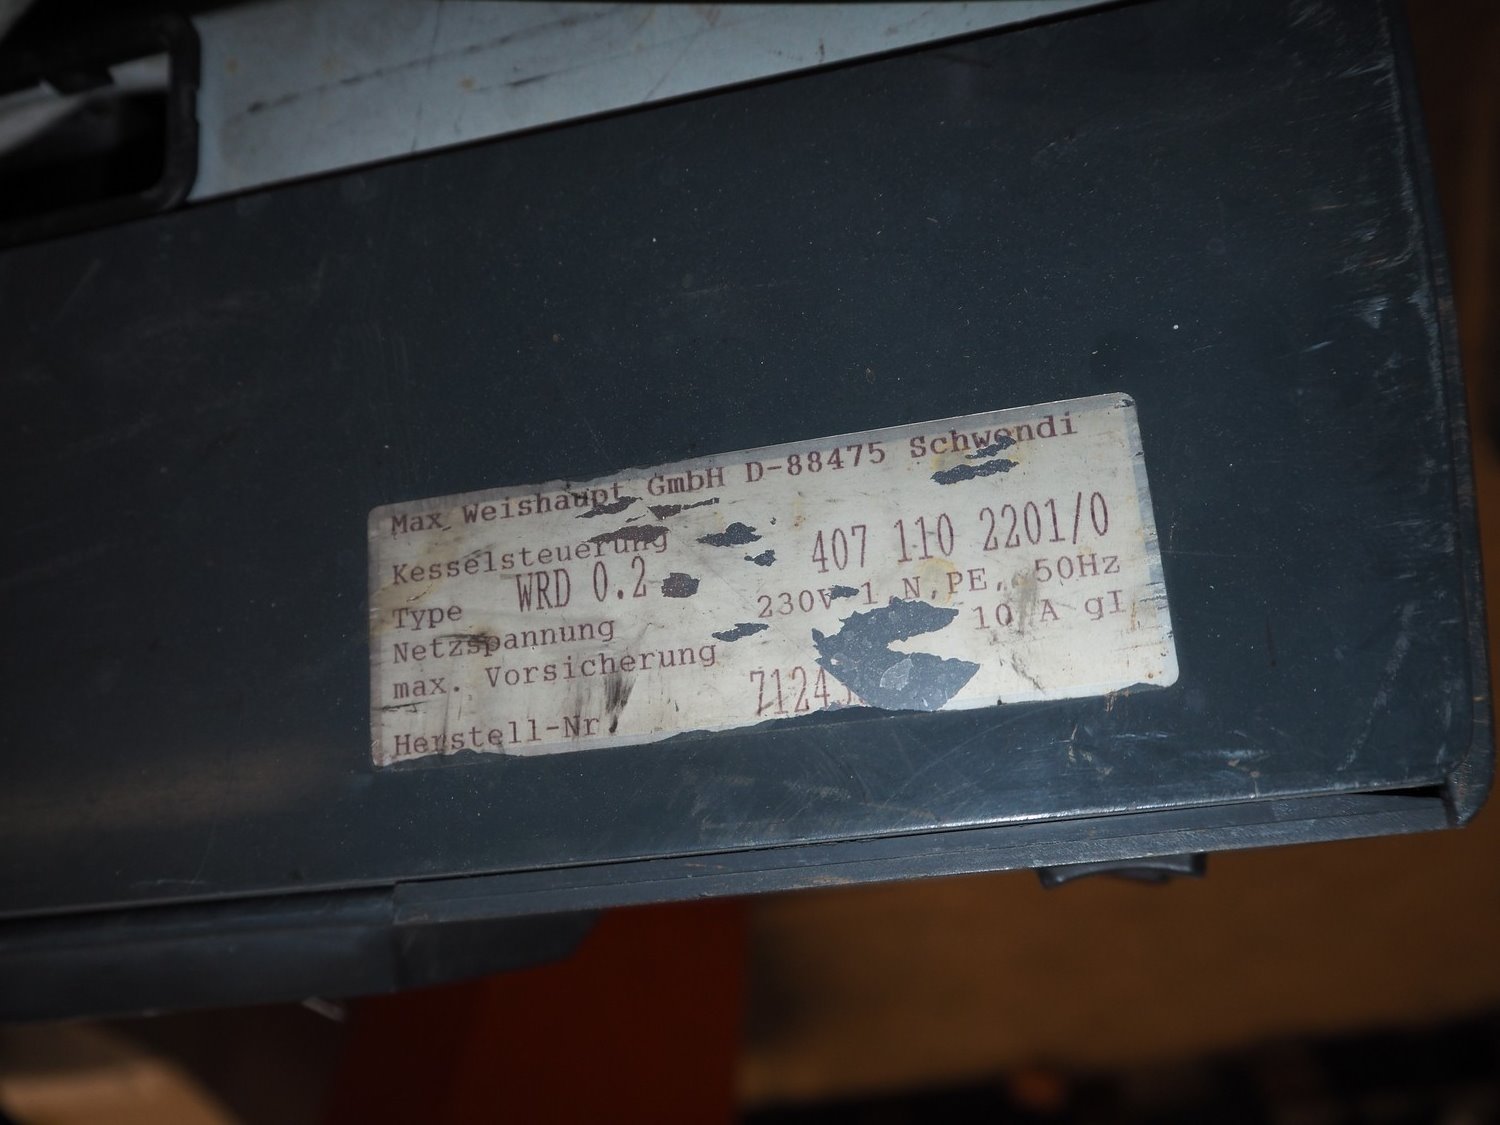 Max Weishaupt GmbH D-88475 Schwendi
Kesselsteuerung
Type WRD 0.2 407 110 2201/0
Netzspannung 230V 1 N,PE, 50Hz
max. Vorsicherung 10 A gI
Herstell-Nr